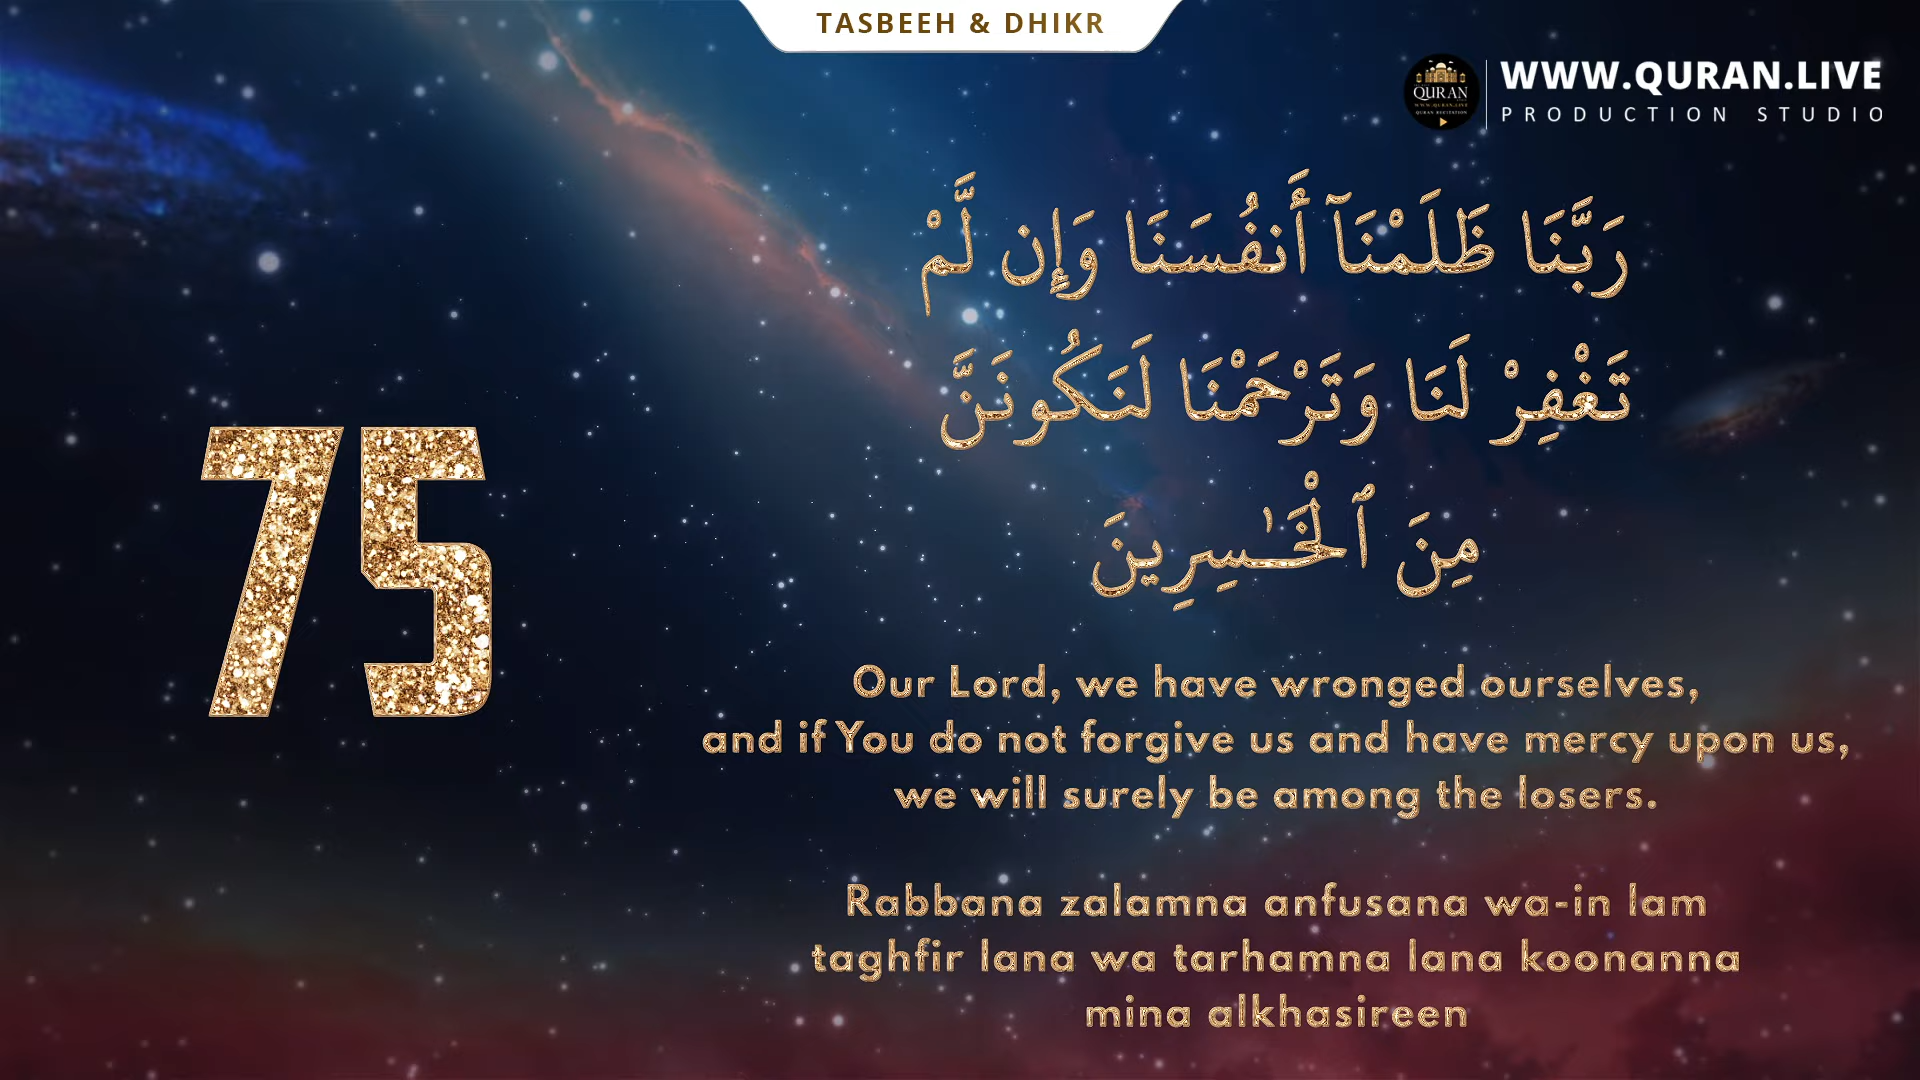 TASBEEH & DHIKR
QURAN
WWW.QURAN.LIVE
PRODUCTION STUDIO
رَبَّنَا ظَلَمْنَآ أَنفُسَنَا وَإِن لَّمْ
تَغْفِرْ لَنَا وَتَرْحَمْنَا لَنَكُونَنَّ
مِنَ ٱلْخَـٰسِرِينَ
75
Our Lord, we have wronged ourselves,
and if You do not forgive us and have mercy upon us,
we will surely be among the losers.
Rabbana zalamna anfusana wa-in lam
taghfir lana wa tarhamna lana koonanna
mina alkhasireen